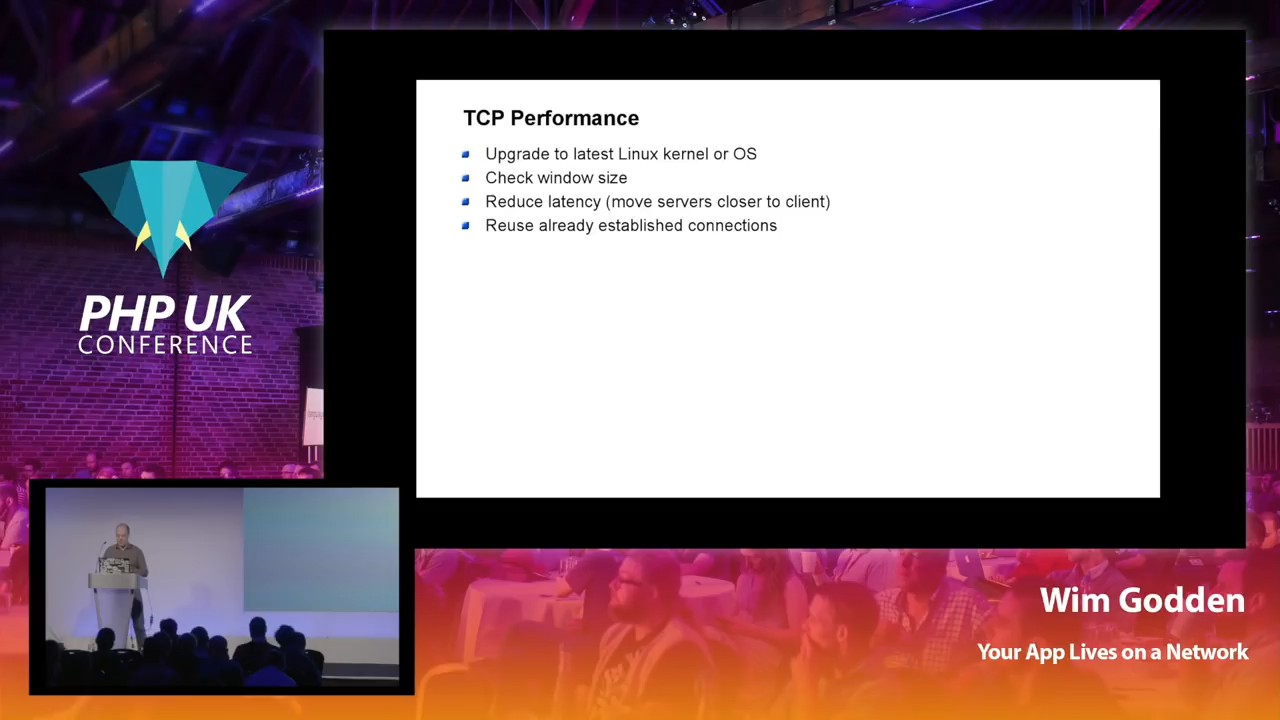 TCP Performance
Upgrade to latest Linux kernel or OS
Check window size
Reduce latency (move servers closer to client)
Reuse already established connections
PHP UK
CONFERENCE
Wim Godden
Your App Lives on a Network